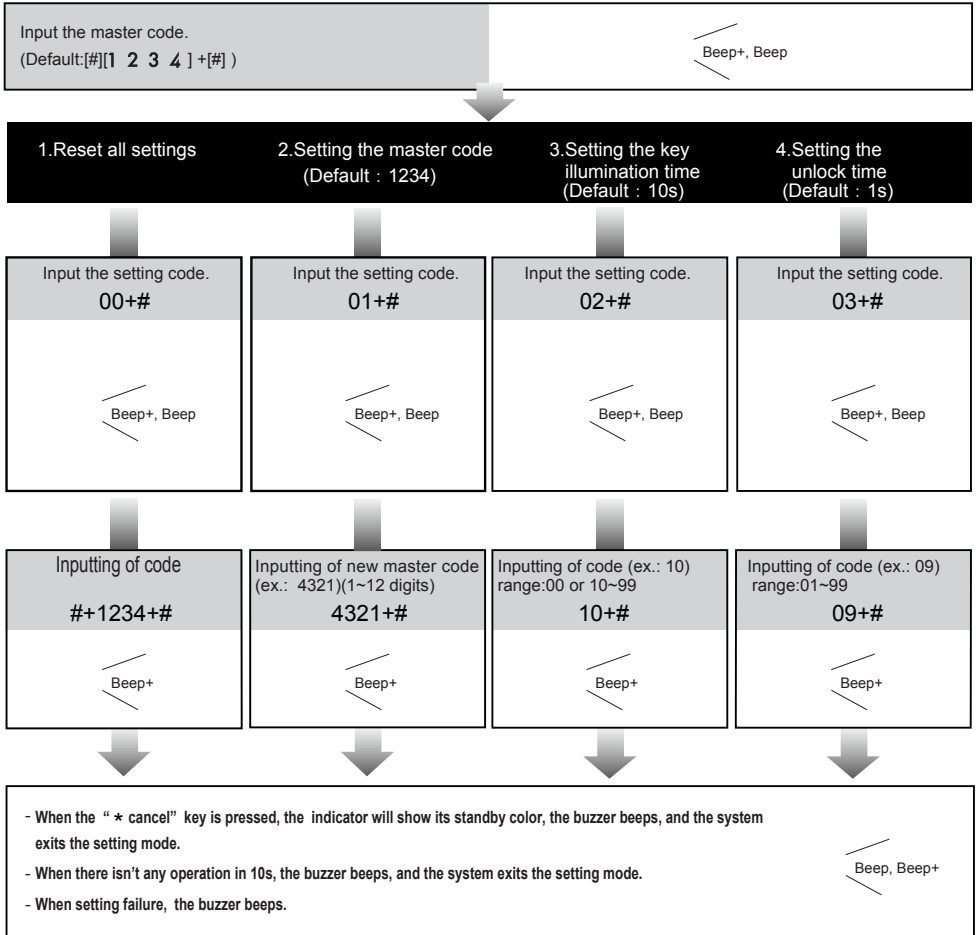 Input the master code.
(Default:[#][1 2 3 4 ] +[#] )
Beep+, Beep
1.Reset all settings
2.Setting the master code
(Default : 1234)
3.Setting the key
illumination time
(Default : 10s)
4.Setting the
unlock time
(Default : 1s)
Input the setting code.
00+#
Input the setting code.
01+#
Input the setting code.
02+#
Input the setting code.
03+#
Beep+, Beep
Beep+, Beep
Beep+, Beep
Beep+, Beep
Inputting of code
#+1234+#
Inputting of new master code
(ex.: 4321)(1~12 digits)
4321+#
Inputting of code (ex.: 10)
range:00 or 10~99
10+#
Inputting of code (ex.: 09)
range:01~99
09+#
Beep+
Beep+
Beep+
Beep+
- When the “ * cancel” key is pressed, the indicator will show its standby color, the buzzer beeps, and the system
exits the setting mode.
- When there isn’t any operation in 10s, the buzzer beeps, and the system exits the setting mode.
- When setting failure, the buzzer beeps.
Beep, Beep+